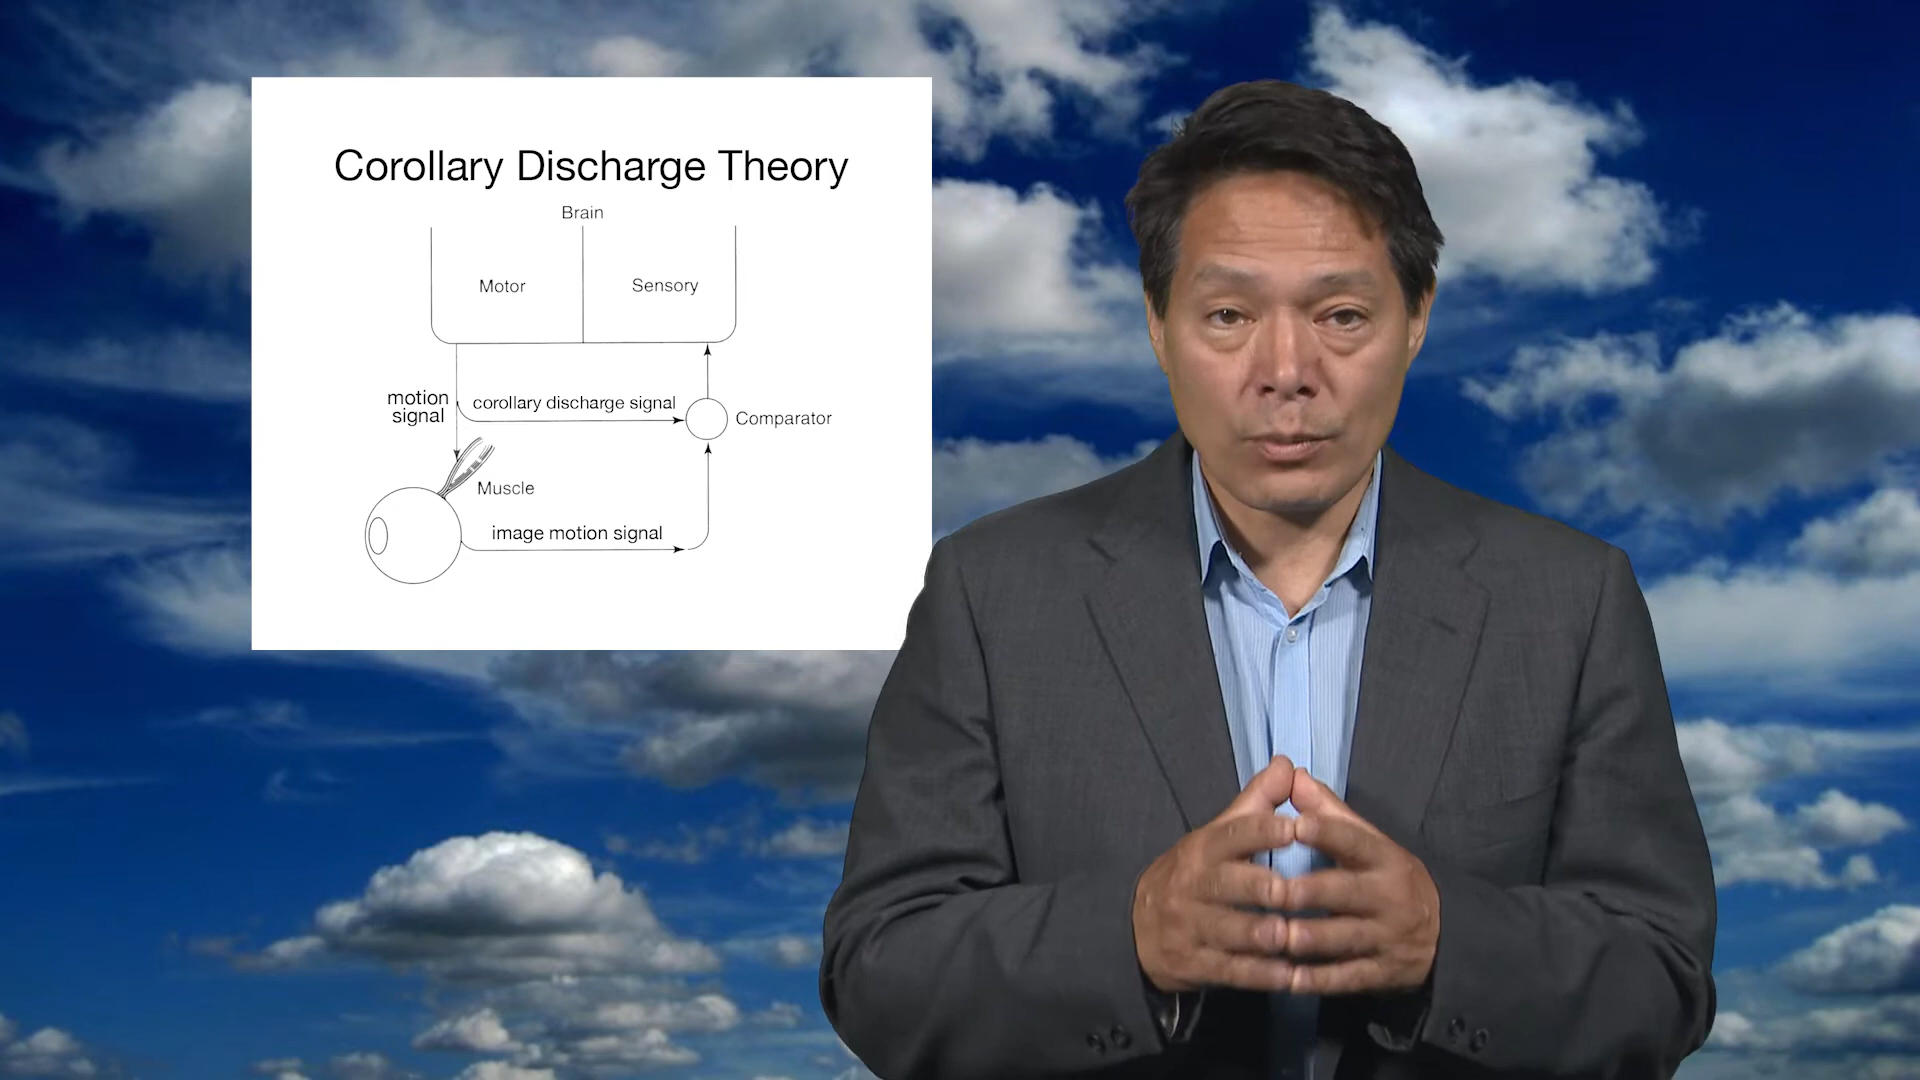 Corollary Discharge Theory
Brain
Motor
Sensory
motion
signal
corollary discharge signal
Comparator
Muscle
image motion signal